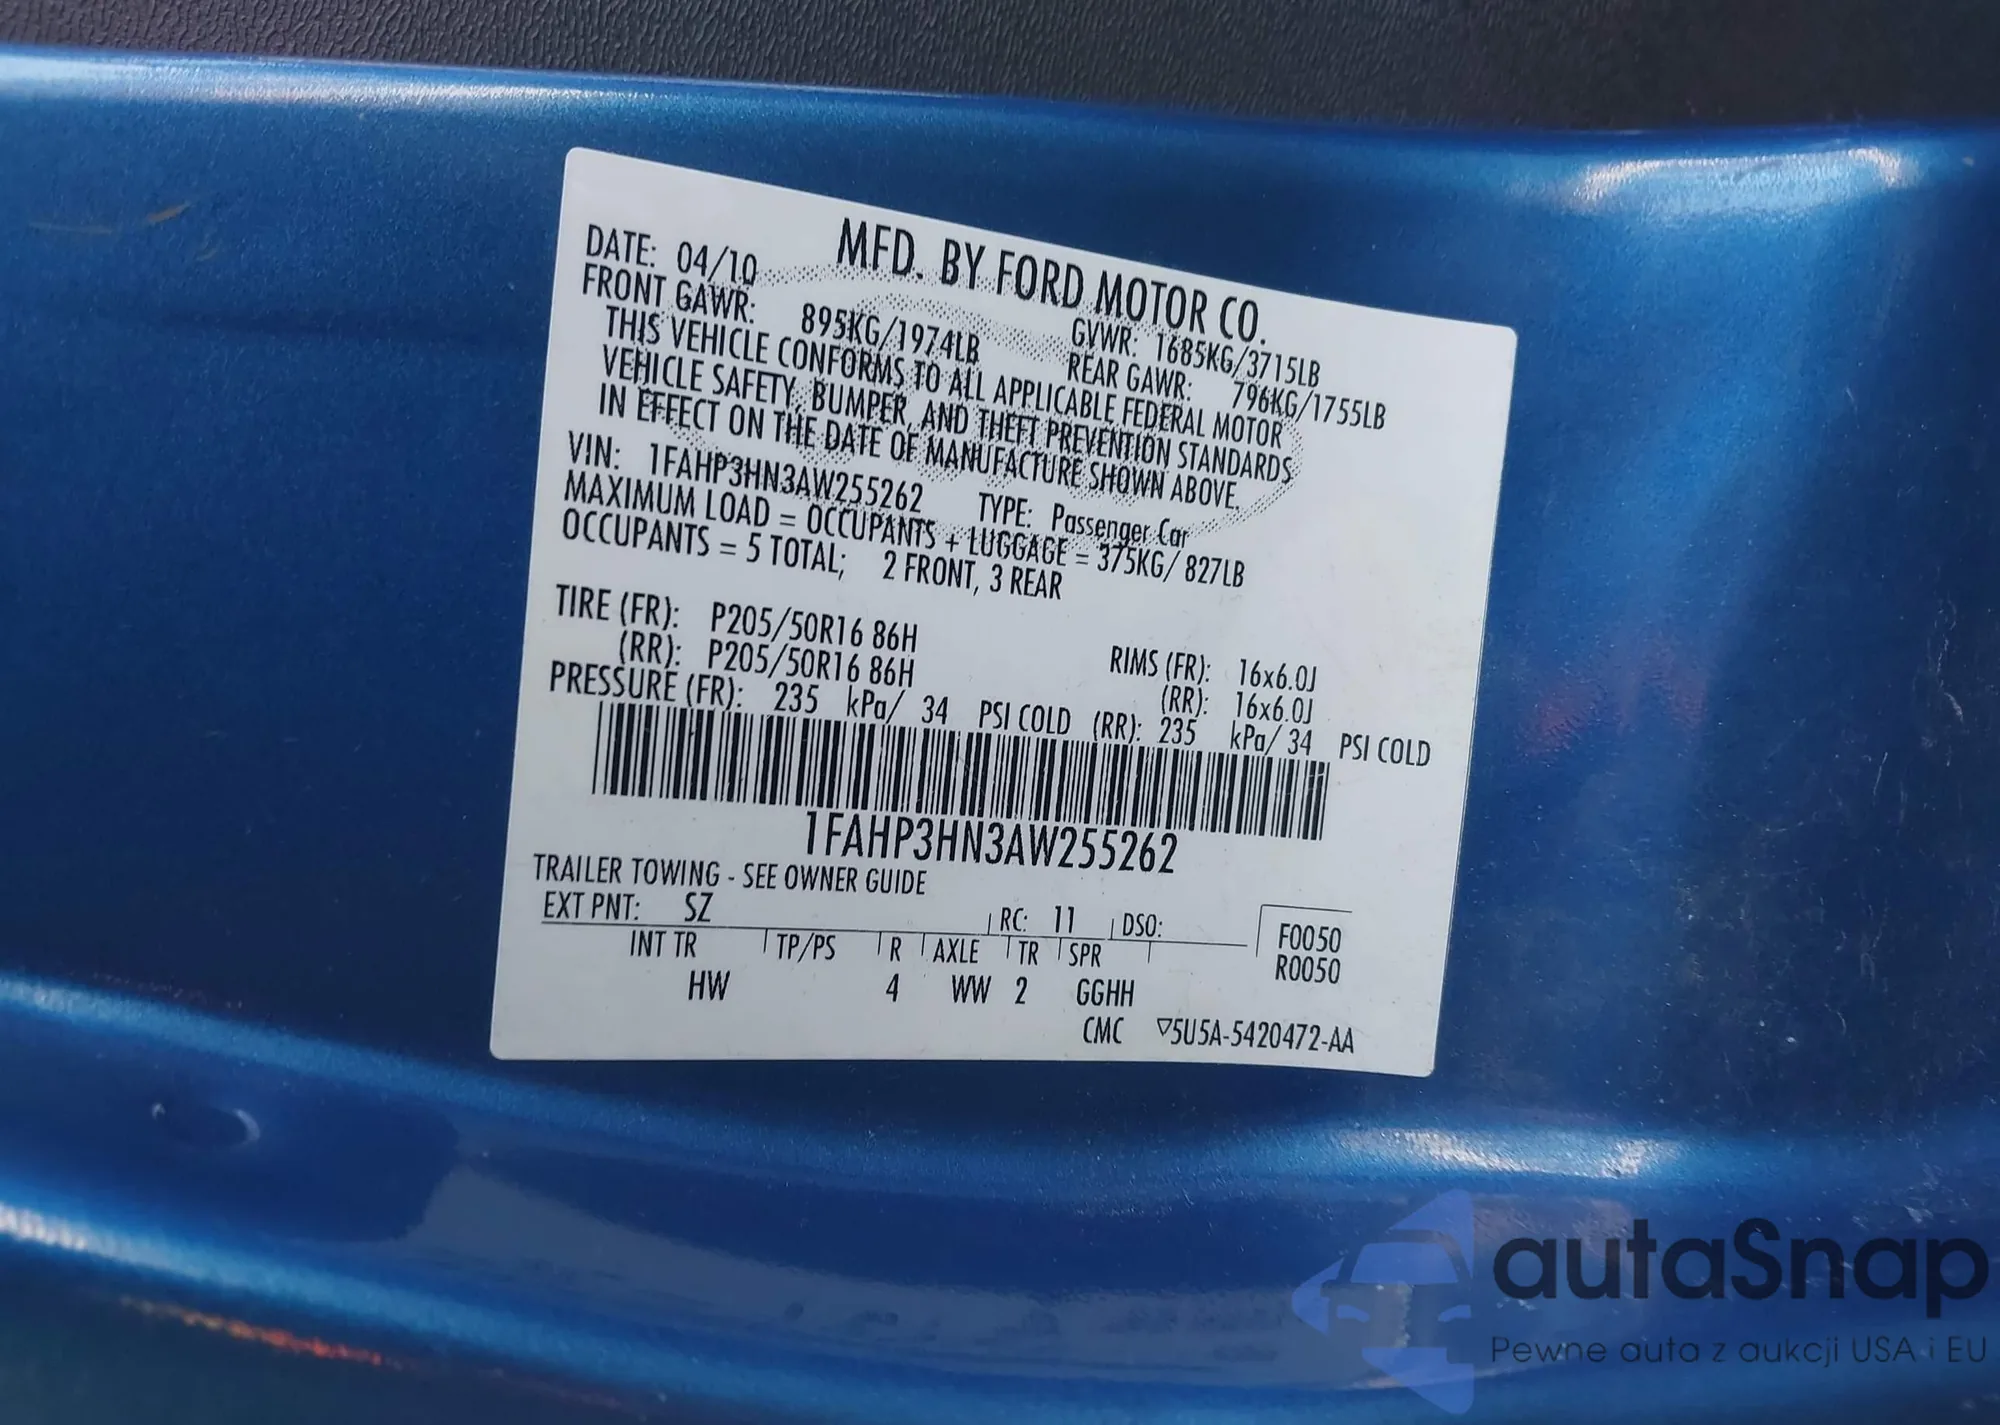 MFD. BY FORD MOTOR CO.
DATE: 04/10 GVWR: 1685KG/3715LB
FRONT GAWR: 895KG/1974LB REAR GAWR: 796KG/1755LB
THIS VEHICLE CONFORMS TO ALL APPLICABLE FEDERAL MOTOR
VEHICLE SAFETY, BUMPER, AND THEFT PREVENTION STANDARDS
IN EFFECT ON THE DATE OF MANUFACTURE SHOWN ABOVE.
VIN: 1FAHP3HN3AW255262 TYPE: Passenger Car
MAXIMUM LOAD = OCCUPANTS + LUGGAGE = 375KG/ 827LB
OCCUPANTS = 5 TOTAL; 2 FRONT, 3 REAR
TIRE (FR): P205/50R16 86H RIMS (FR): 16x6.0J
(RR): P205/50R16 86H (RR): 16x6.0J
PRESSURE (FR): 235 kPa/ 34 PSI COLD (RR): 235 kPa/ 34 PSI COLD
1FAHP3HN3AW255262
TRAILER TOWING - SEE OWNER GUIDE
EXT PNT: SZ RC: 11 DSO: F0050
INT TR TP/PS R AXLE TR SPR R0050
HW 4 WW 2 GGHH
CMC ▽5U5A-5420472-AA
autaSnap
Pewne auta z aukcji USA i EU